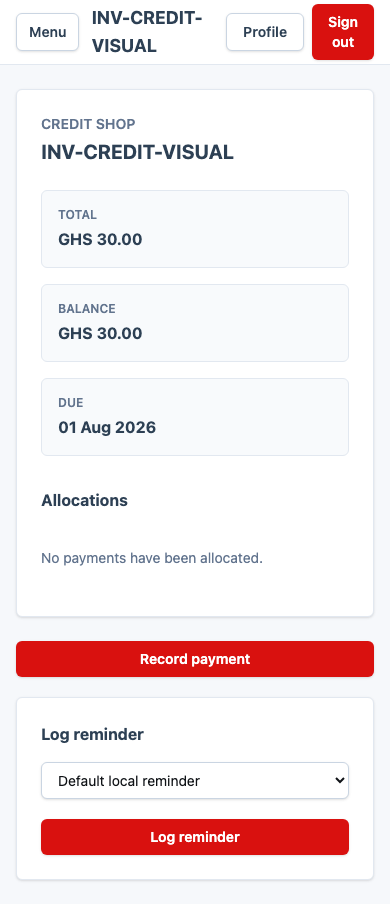 Menu
INV-CREDIT-
VISUAL
Profile
Sign
out
CREDIT SHOP
INV-CREDIT-VISUAL
TOTAL
GHS 30.00
BALANCE
GHS 30.00
DUE
01 Aug 2026
Allocations
No payments have been allocated.
Record payment
Log reminder
Default local reminder
Log reminder